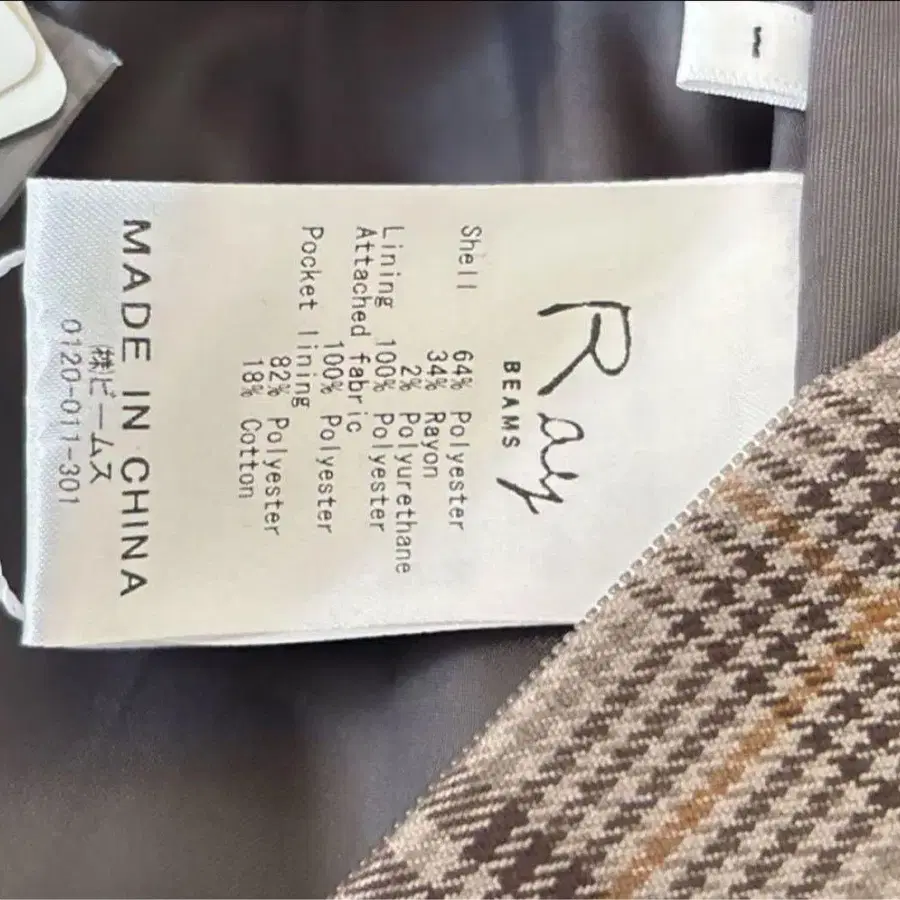 1
Ray
BEAMS
Shell
64% Polyester
34% Rayon
2% Polyurethane
Lining 100% Polyester
Attached fabric
100% Polyester
Pocket lining
82% Polyester
18% Cotton
MADE IN CHINA
㈱ビームス
0120-011-301